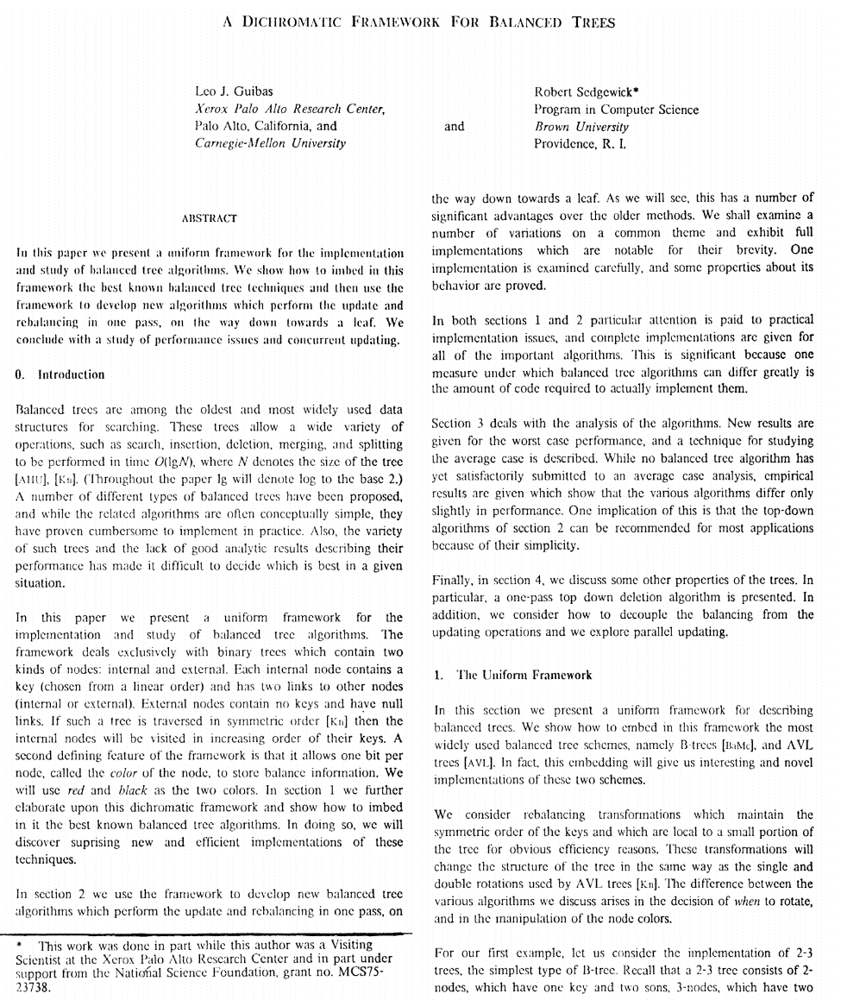 A DICHROMATIC FRAMEWORK FOR BALANCED TREES
Leo J. Guibas
Xerox Palo Alto Research Center,
Palo Alto, California, and
Carnegie-Mellon University
and
Robert Sedgewick*
Program in Computer Science
Brown University
Providence, R. I.
ABSTRACT
In this paper we present a uniform framework for the implementation
and study of balanced tree algorithms. We show how to imbed in this
framework the best known balanced tree techniques and then use the
framework to develop new algorithms which perform the update and
rebalancing in one pass, on the way down towards a leaf. We
conclude with a study of performance issues and concurrent updating.
0. Introduction
Balanced trees are among the oldest and most widely used data
structures for searching. These trees allow a wide variety of
operations, such as search, insertion, deletion, merging, and splitting
to be performed in time O(lgN), where N denotes the size of the tree
[AHU], [Kn]. (Throughout the paper lg will denote log to the base 2.)
A number of different types of balanced trees have been proposed,
and while the related algorithms are often conceptually simple, they
have proven cumbersome to implement in practice. Also, the variety
of such trees and the lack of good analytic results describing their
performance has made it difficult to decide which is best in a given
situation.
In this paper we present a uniform framework for the
implementation and study of balanced tree algorithms. The
framework deals exclusively with binary trees which contain two
kinds of nodes: internal and external. Each internal node contains a
key (chosen from a linear order) and has two links to other nodes
(internal or external). External nodes contain no keys and have null
links. If such a tree is traversed in symmetric order [Kn] then the
internal nodes will be visited in increasing order of their keys. A
second defining feature of the framework is that it allows one bit per
node, called the color of the node, to store balance information. We
will use red and black as the two colors. In section 1 we further
elaborate upon this dichromatic framework and show how to imbed
in it the best known balanced tree algorithms. In doing so, we will
discover suprising new and efficient implementations of these
techniques.
In section 2 we use the framework to develop new balanced tree
algorithms which perform the update and rebalancing in one pass, on
* This work was done in part while this author was a Visiting
Scientist at the Xerox Palo Alto Research Center and in part under
support from the National Science Foundation, grant no. MCS75-
23738.
the way down towards a leaf. As we will see, this has a number of
significant advantages over the older methods. We shall examine a
number of variations on a common theme and exhibit full
implementations which are notable for their brevity. One
implementation is examined carefully, and some properties about its
behavior are proved.
In both sections 1 and 2 particular attention is paid to practical
implementation issues, and complete implementations are given for
all of the important algorithms. This is significant because one
measure under which balanced tree algorithms can differ greatly is
the amount of code required to actually implement them.
Section 3 deals with the analysis of the algorithms. New results are
given for the worst case performance, and a technique for studying
the average case is described. While no balanced tree algorithm has
yet satisfactorily submitted to an average case analysis, empirical
results are given which show that the various algorithms differ only
slightly in performance. One implication of this is that the top-down
algorithms of section 2 can be recommended for most applications
because of their simplicity.
Finally, in section 4, we discuss some other properties of the trees. In
particular, a one-pass top down deletion algorithm is presented. In
addition, we consider how to decouple the balancing from the
updating operations and we explore parallel updating.
1. The Uniform Framework
In this section we present a uniform framework for describing
balanced trees. We show how to embed in this framework the most
widely used balanced tree schemes, namely B-trees [BaMc], and AVL
trees [AVL]. In fact, this embedding will give us interesting and novel
implementations of these two schemes.
We consider rebalancing transformations which maintain the
symmetric order of the keys and which are local to a small portion of
the tree for obvious efficiency reasons. These transformations will
change the structure of the tree in the same way as the single and
double rotations used by AVL trees [Kn]. The difference between the
various algorithms we discuss arises in the decision of when to rotate,
and in the manipulation of the node colors.
For our first example, let us consider the implementation of 2-3
trees, the simplest type of B-tree. Recall that a 2-3 tree consists of 2-
nodes, which have one key and two sons, 3-nodes, which have two